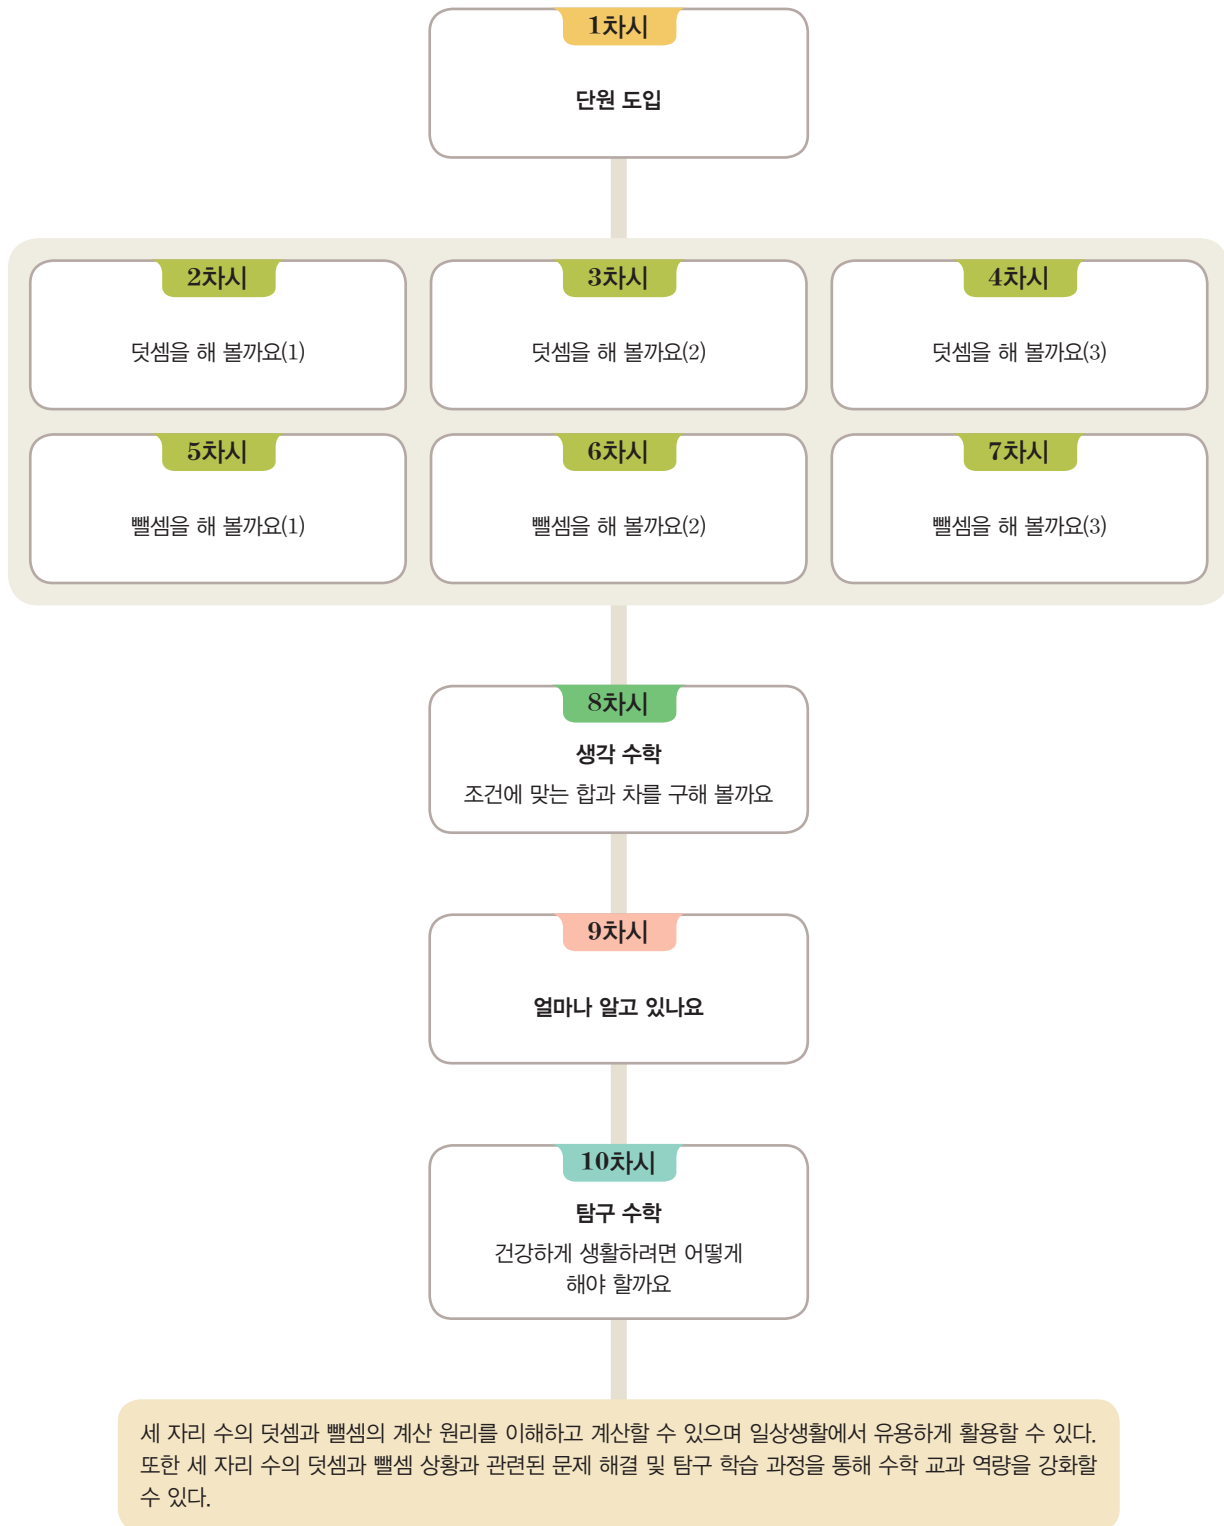 1차시
단원 도입
2차시
덧셈을 해 볼까요(1)
3차시
덧셈을 해 볼까요(2)
4차시
덧셈을 해 볼까요(3)
5차시
뺄셈을 해 볼까요(1)
6차시
뺄셈을 해 볼까요(2)
7차시
뺄셈을 해 볼까요(3)
8차시
생각 수학
조건에 맞는 합과 차를 구해 볼까요
9차시
얼마나 알고 있나요
10차시
탐구 수학
건강하게 생활하려면 어떻게
해야 할까요
세 자리 수의 덧셈과 뺄셈의 계산 원리를 이해하고 계산할 수 있으며 일상생활에서 유용하게 활용할 수 있다.
또한 세 자리 수의 덧셈과 뺄셈 상황과 관련된 문제 해결 및 탐구 학습 과정을 통해 수학 교과 역량을 강화할
수 있다.